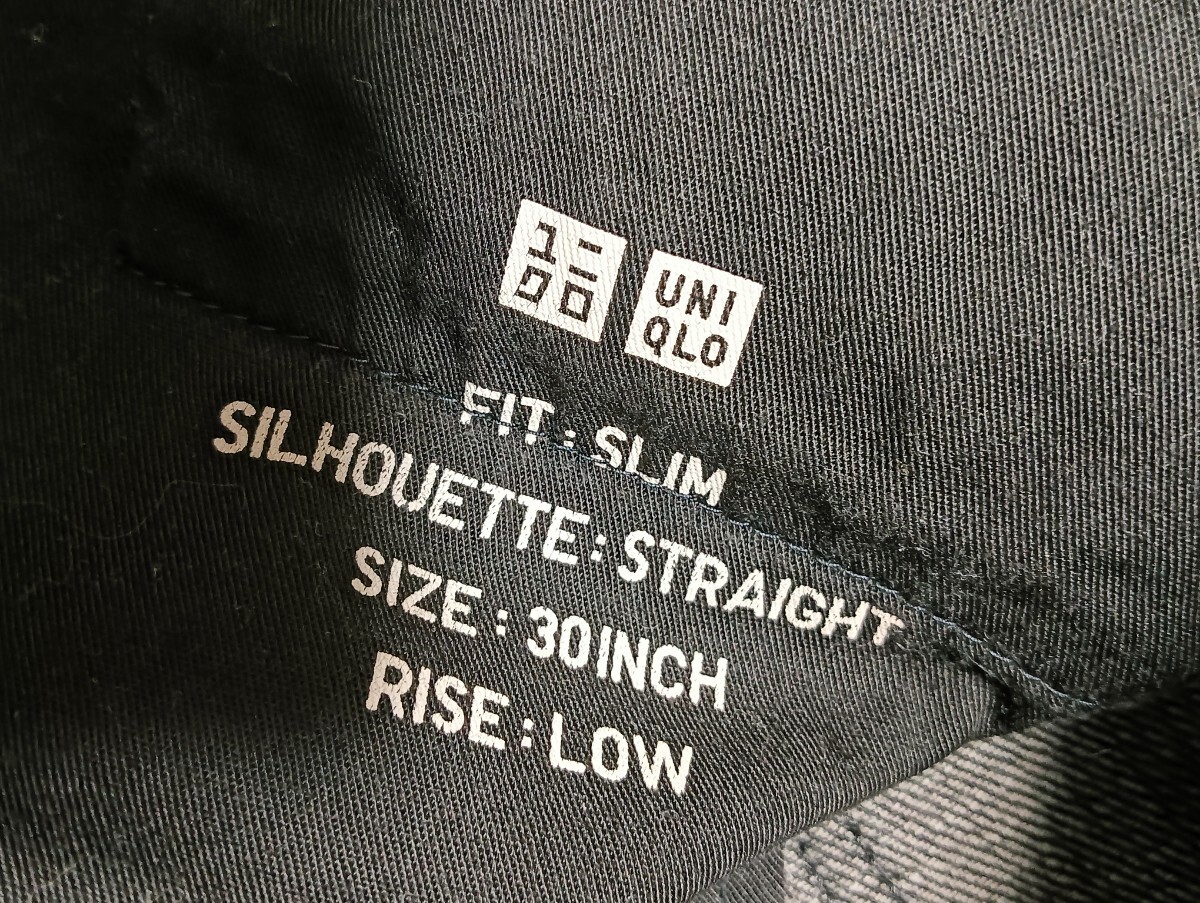 ユニ
クロ
UNI
QLO
FIT : SLIM
SILHOUETTE : STRAIGHT
SIZE : 30INCH
RISE : LOW